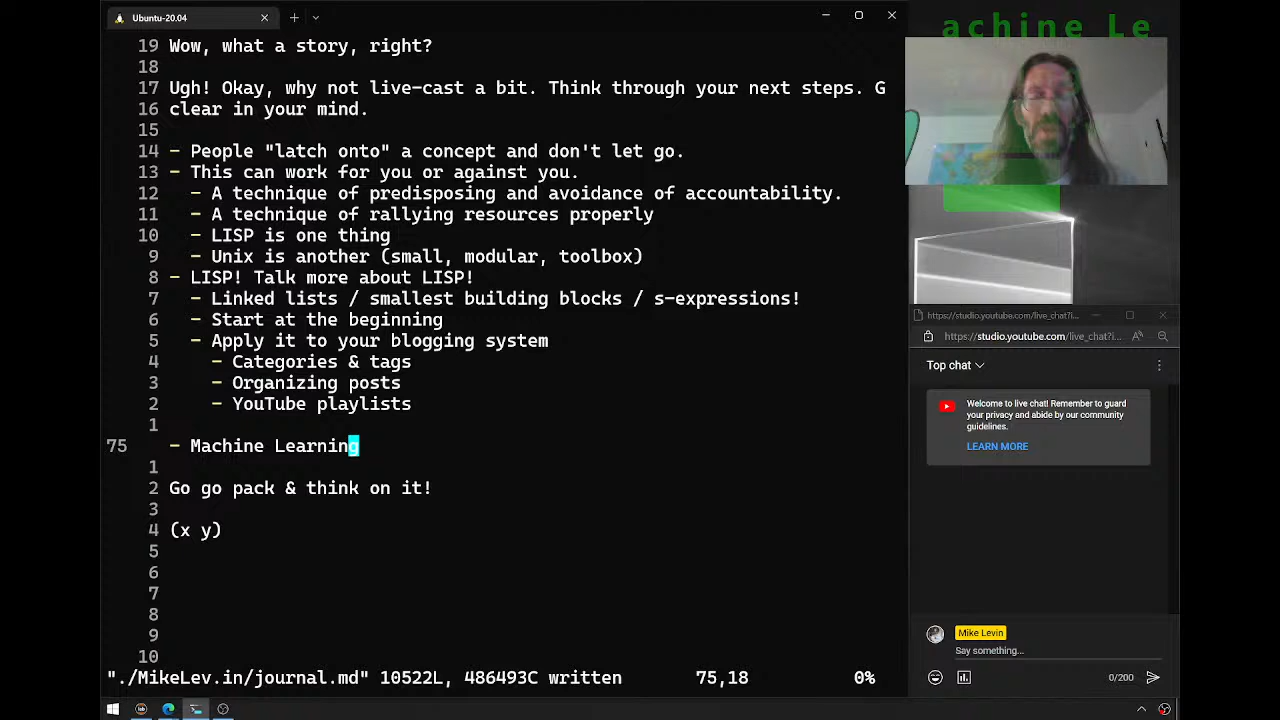 Ubuntu-20.04
achine Le
19 Wow, what a story, right?
18
17 Ugh! Okay, why not live-cast a bit. Think through your next steps. G
16 clear in your mind.
15
14 - People "latch onto" a concept and don't let go.
13 - This can work for you or against you.
12 - A technique of predisposing and avoidance of accountability.
11 - A technique of rallying resources properly
10 - LISP is one thing
9 - Unix is another (small, modular, toolbox)
8 - LISP! Talk more about LISP!
7 - Linked lists / smallest building blocks / s-expressions!
6 - Start at the beginning
5 - Apply it to your blogging system
4 - Categories & tags
3 - Organizing posts
2 - YouTube playlists
1
75 - Machine Learning
1
2 Go go pack & think on it!
3
4 (x y)
5
6
7
8
9
10
"./MikeLev.in/journal.md" 10522L, 486493C written 75,18 0%
https://studio.youtube.com/live_chat?i...
https://studio.youtube.com/live_chat?i...
Top chat
Welcome to live chat! Remember to guard
your privacy and abide by our community
guidelines.
LEARN MORE
Mike Levin
Say something...
0/200